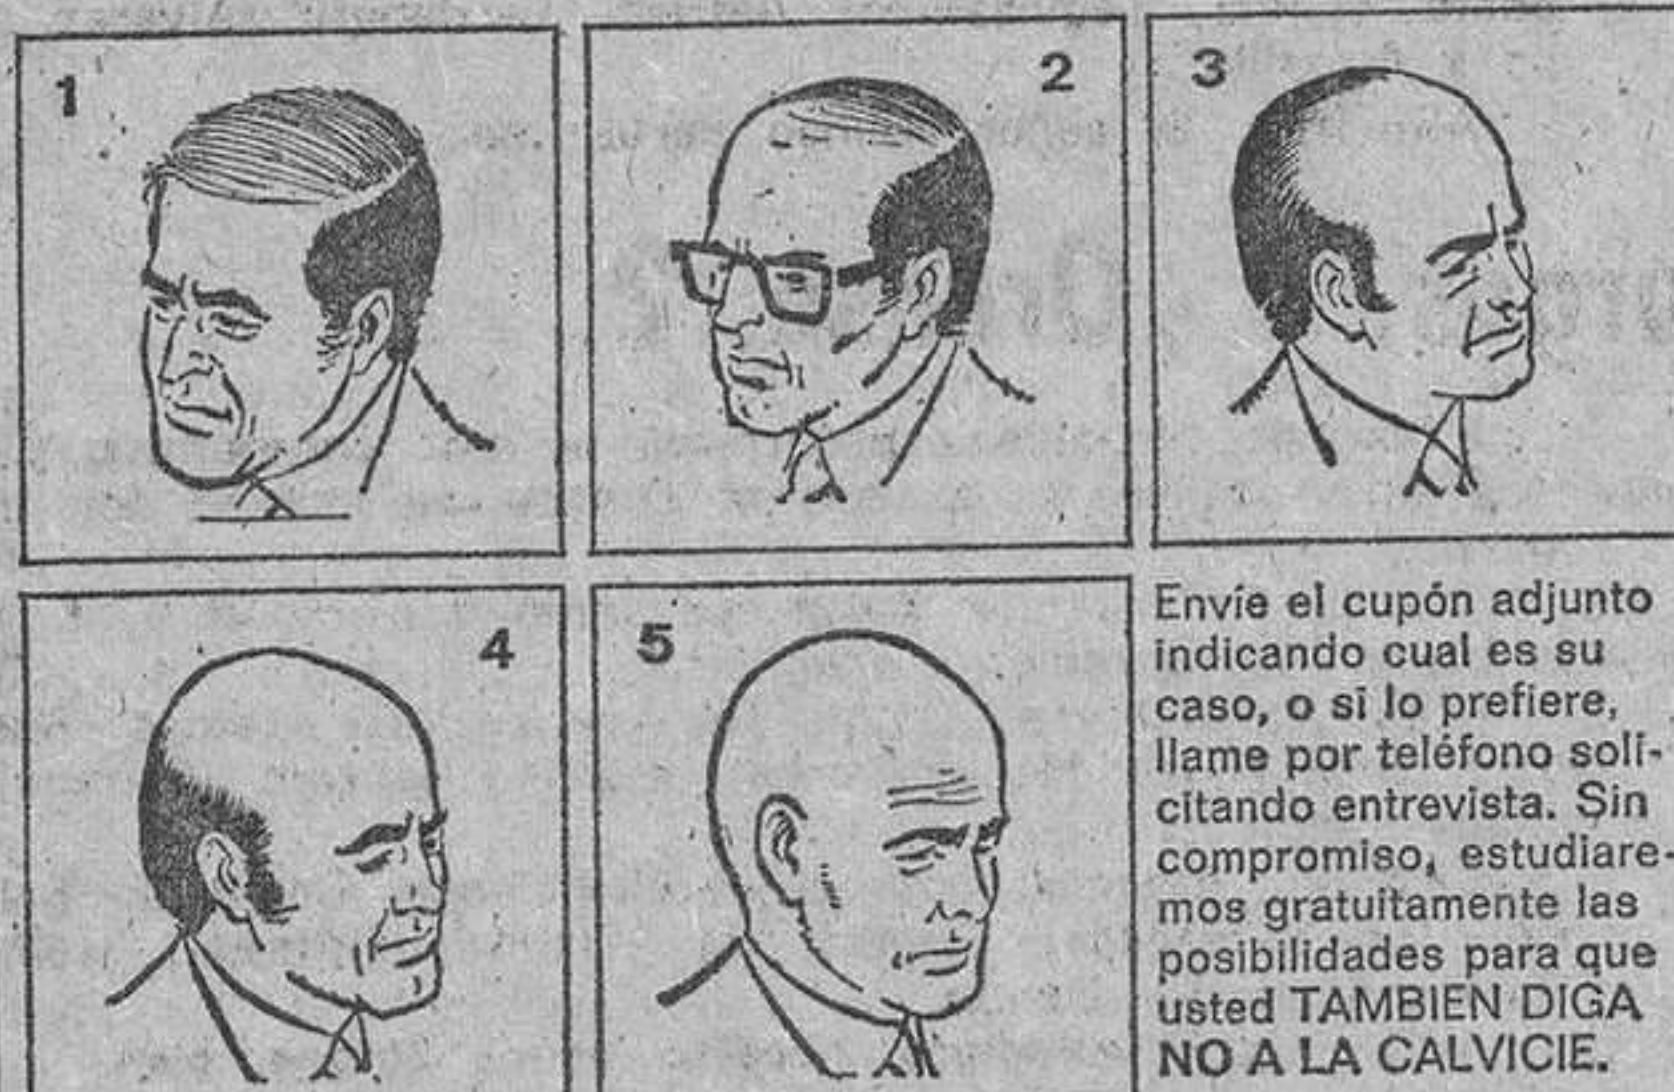 1
2
3
4
5
Envíe el cupón adjunto
indicando cual es su
caso, o si lo prefiere,
llame por teléfono soli-
citando entrevista. Sin
compromiso, estudiare-
mos gratuitamente las
posibilidades para que
usted TAMBIEN DIGA
NO A LA CALVICIE.